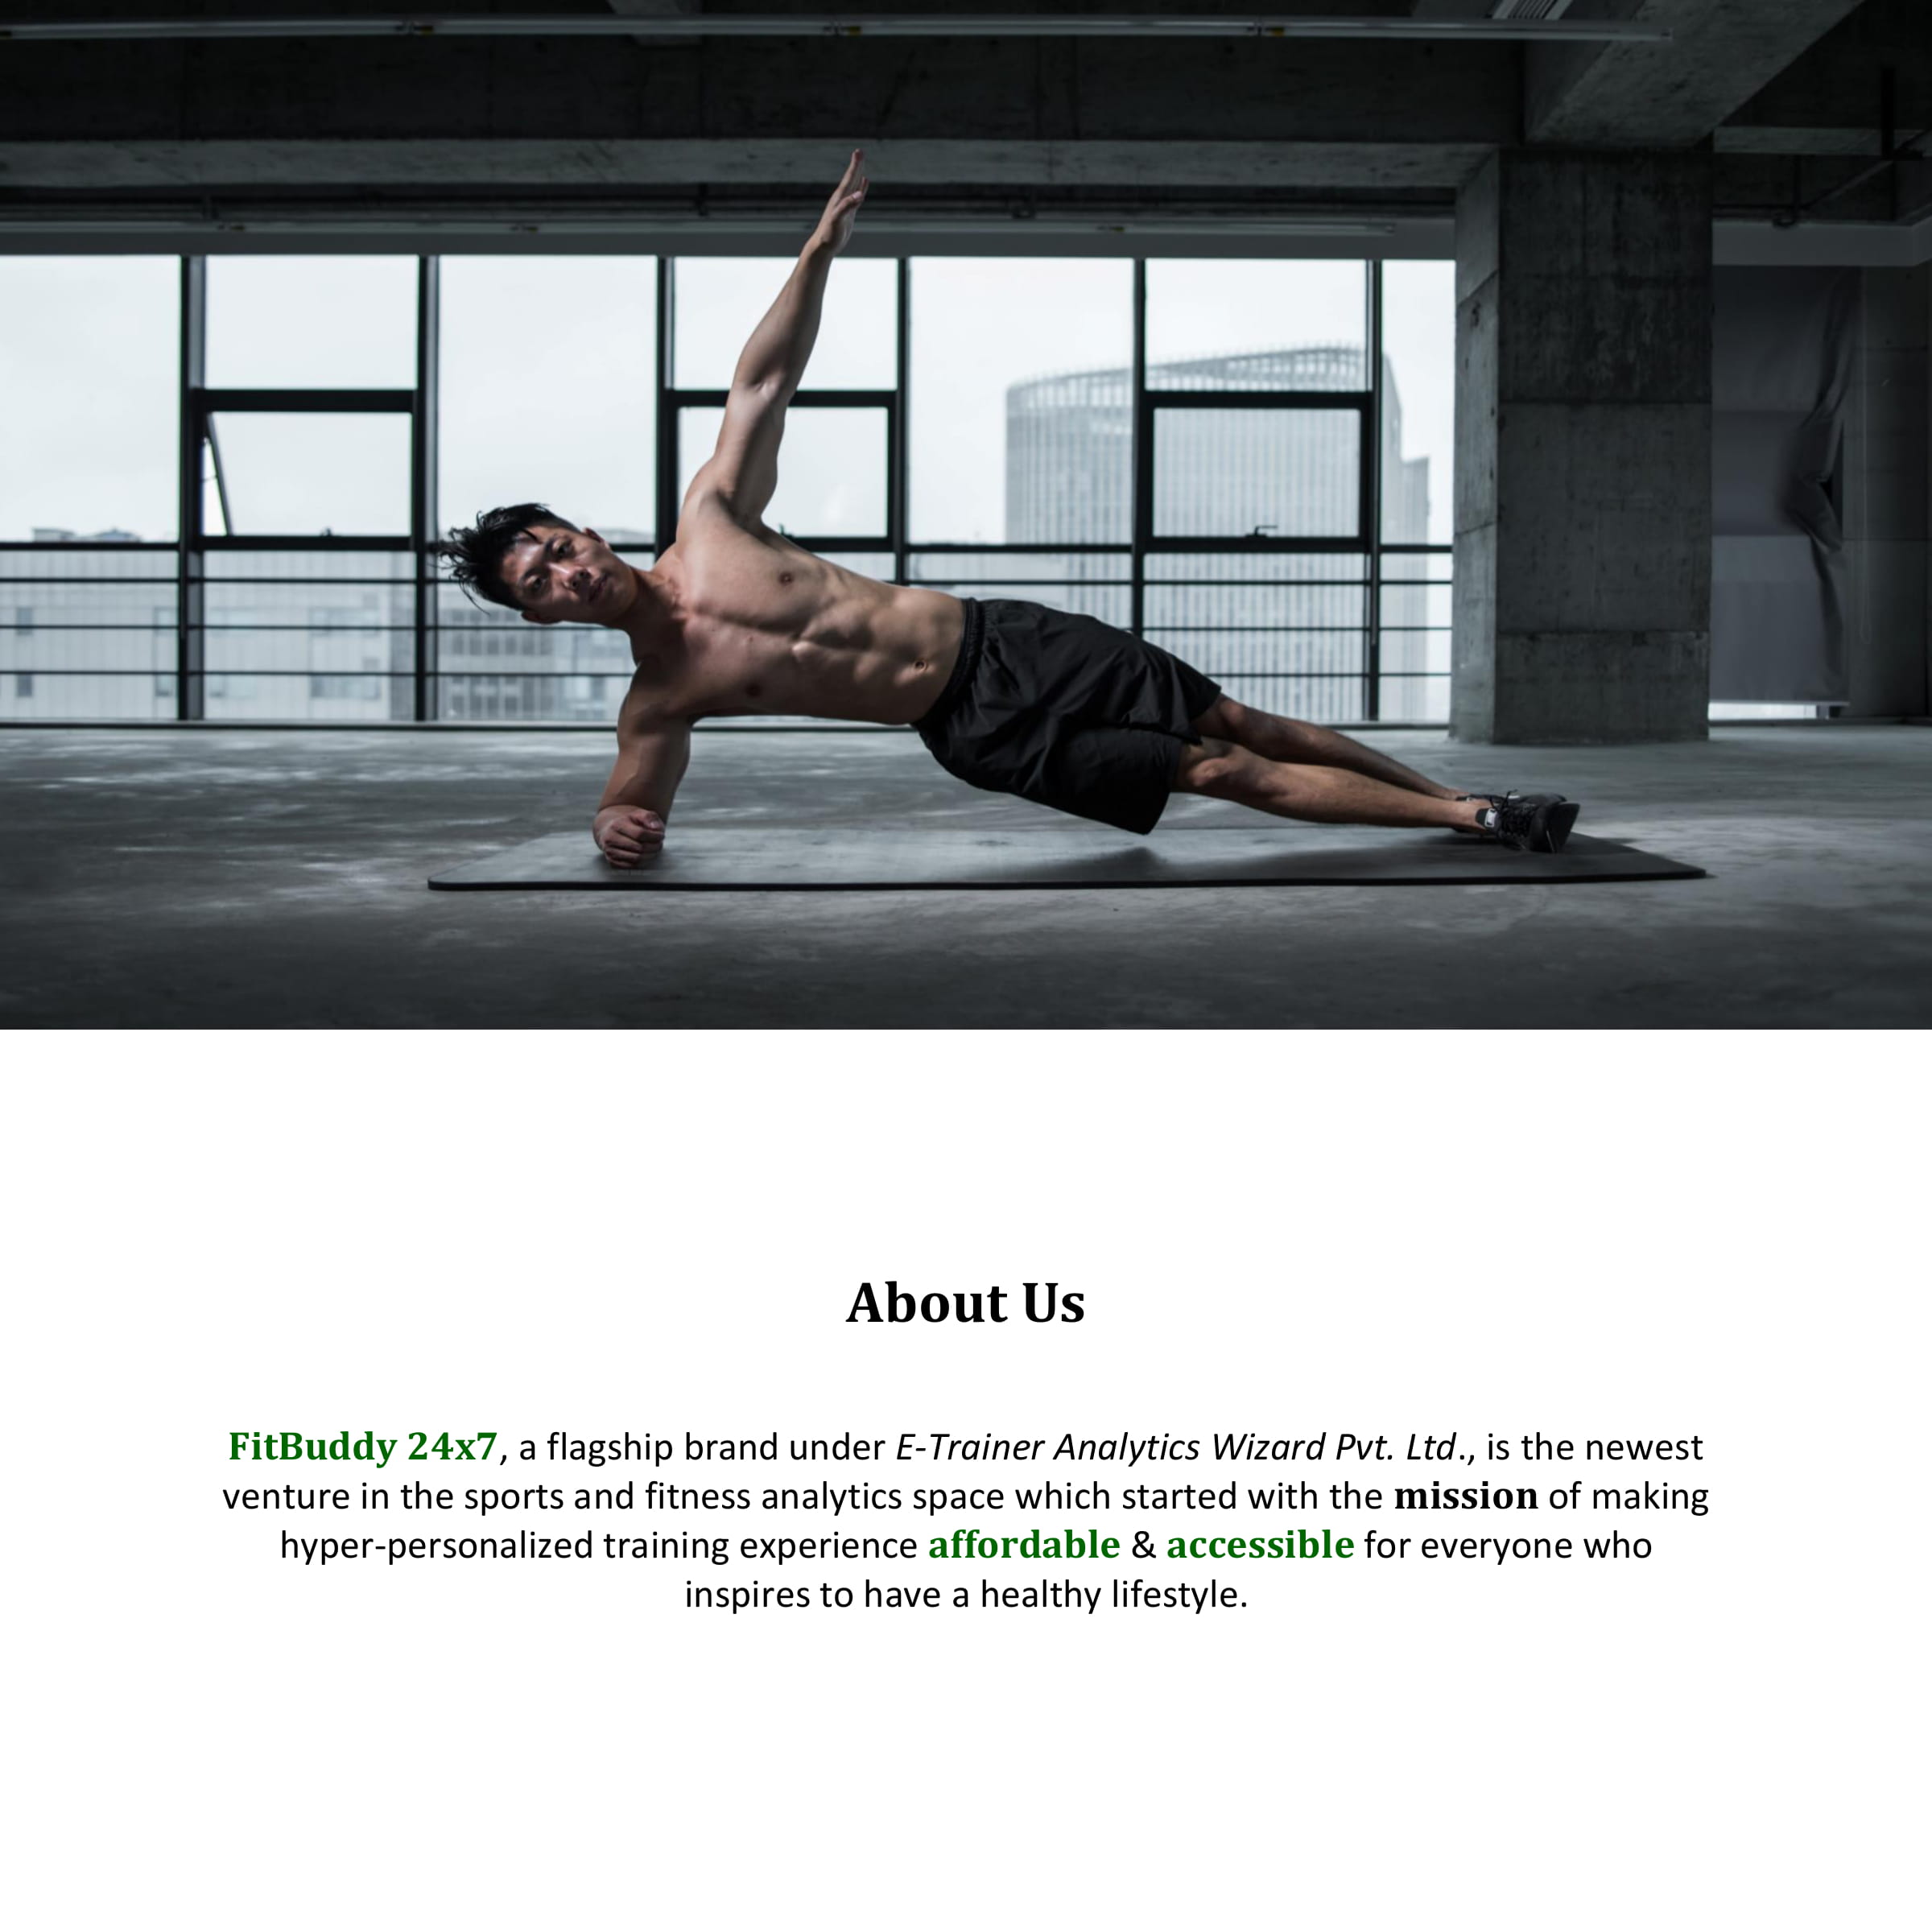 About Us
FitBuddy 24x7, a flagship brand under E-Trainer Analytics Wizard Pvt. Ltd., is the newest
venture in the sports and fitness analytics space which started with the mission of making
hyper-personalized training experience affordable & accessible for everyone who
inspires to have a healthy lifestyle.